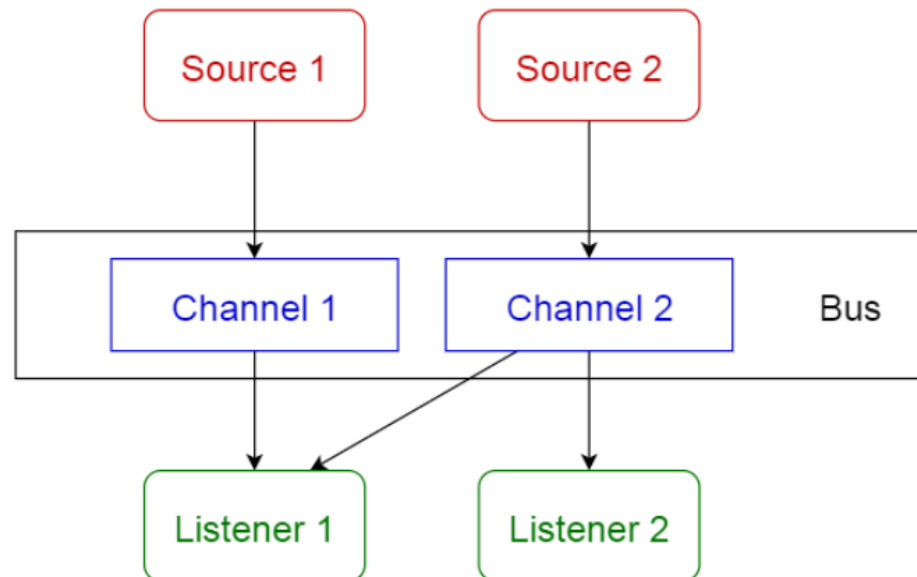 Source 1
Source 2
Channel 1
Channel 2
Bus
Listener 1
Listener 2